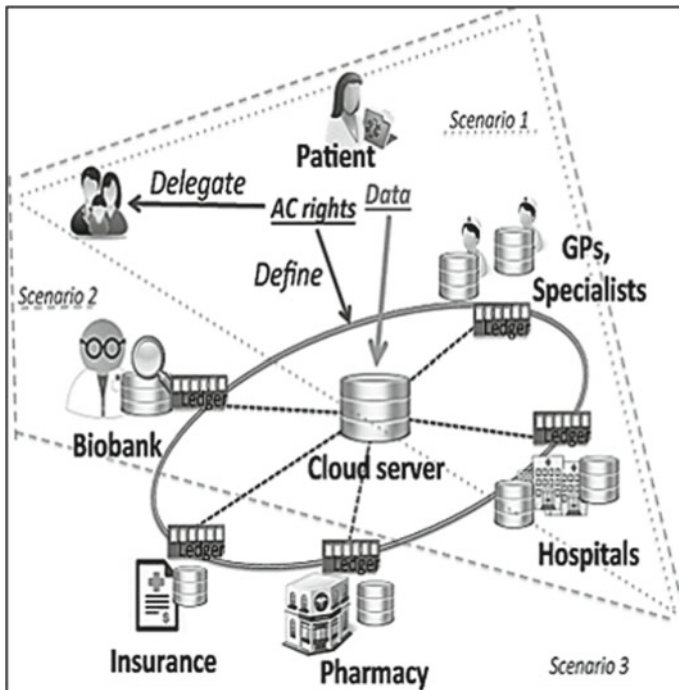 Scenario 1
Patient
Delegate
AC rights
Data
Define
GPs,
Specialists
Scenario 2
Ledger
Ledger
Biobank
Cloud server
Ledger
Ledger
Ledger
Hospitals
Insurance
Pharmacy
Scenario 3
$